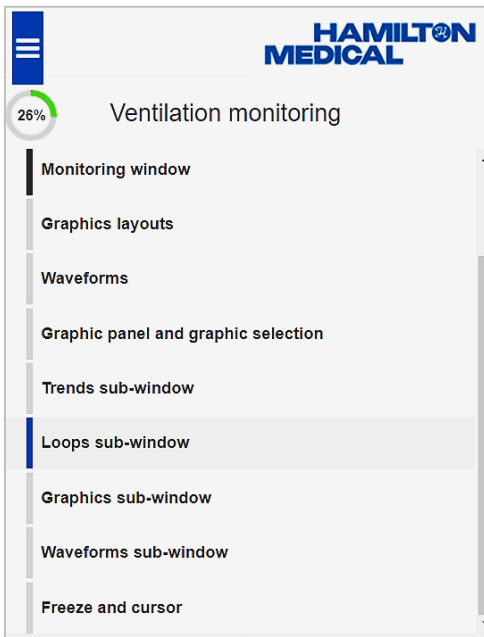 HAMILTON
MEDICAL
26%
Ventilation monitoring
Monitoring window
Graphics layouts
Waveforms
Graphic panel and graphic selection
Trends sub-window
Loops sub-window
Graphics sub-window
Waveforms sub-window
Freeze and cursor